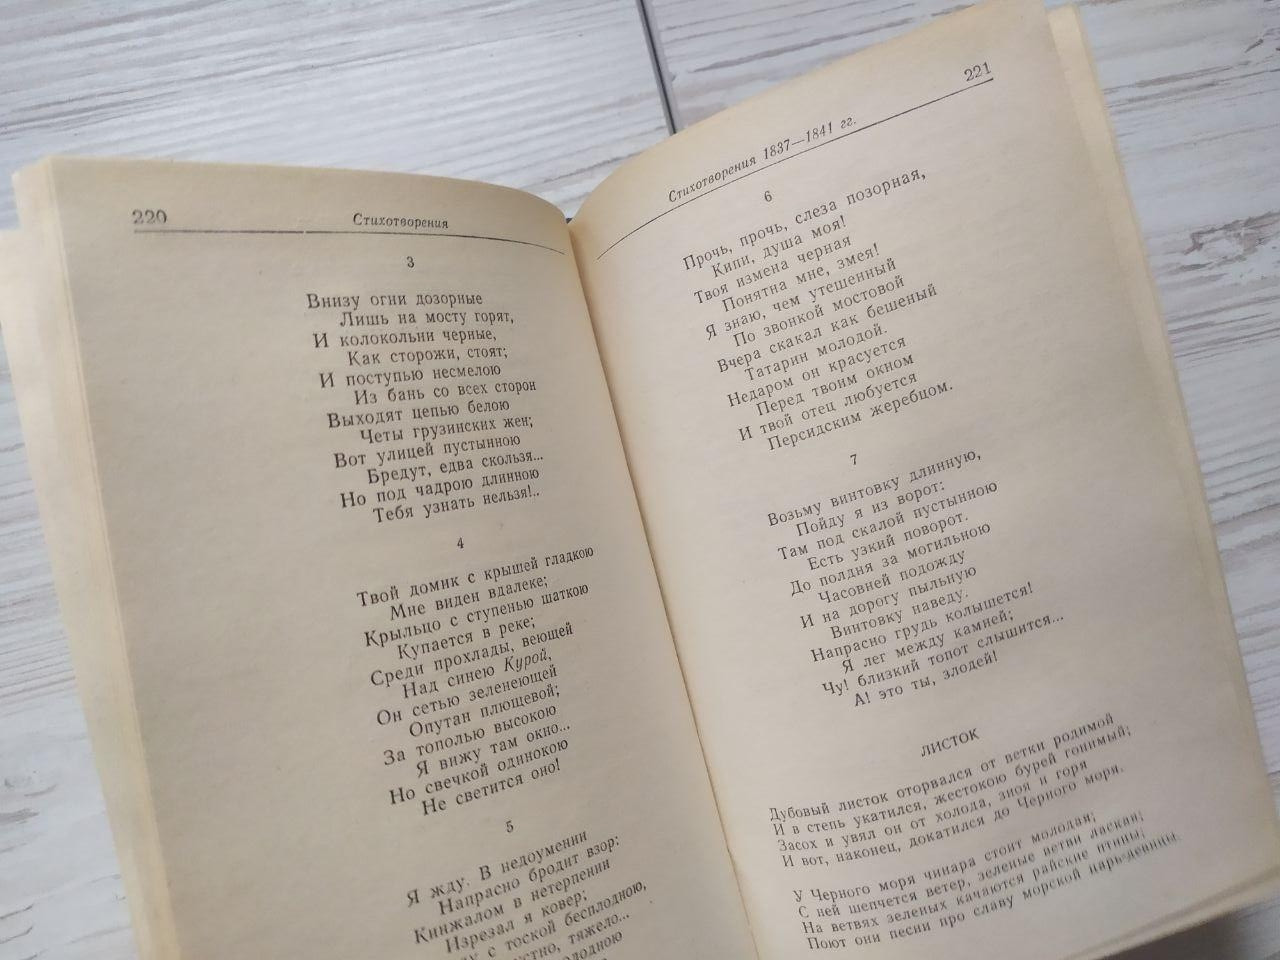 220
Стихотворения
3
Внизу огни дозорные
Лишь на мосту горят,
И колокольни черные,
Как сторожи, стоят;
И поступью несмелою
Из бань со всех сторон
Выходят цепью белою
Четы грузинских жен;
Вот улицей пустынною
Бредут, едва скользя...
Но под чадрою длинною
Тебя узнать нельзя!..
4
Твой домик с крышей гладкою
Мне виден вдалеке;
Крыльцо с ступенью шаткою
Купается в реке;
Среди прохлады, веющей
Над синею Курой,
Он сетью зеленеющей
Опутан плющевой;
За тополью высокою
Я вижу там окно...
Но свечкой одинокою
Не светится оно!
5
Я жду. В недоумении
Напрасно бродит взор:
Кинжалом в нетерпении
Изрезал я ковер;
с тоской бесплодною,
тяжело...
221
Стихотворения 1837—1841 гг.
6
Прочь, прочь, слеза позорная,
Кипи, душа моя!
Твоя измена черная
Понятна мне, змея!
Я знаю, чем утешенный
По звонкой мостовой
Вчера скакал как бешеный
Татарин молодой.
Недаром он красуется
Перед твоим окном
И твой отец любуется
Персидским жеребцом.
7
Возьму винтовку длинную,
Пойду я из ворот:
Там под скалой пустынною
Есть узкий поворот.
До полдня за могильною
Часовней подожду
И на дорогу пыльную
Винтовку наведу.
Напрасно грудь колышется!
Я лег между камней;
Чу! близкий топот слышится...
А! это ты, злодей!
ЛИСТОК
Дубовый листок оторвался от ветки родимой
И в степь укатился, жестокою бурей гонимый;
Засох и увял он от холода, зноя и горя
И вот, наконец, докатился до Черного моря.
У Черного моря чинара стоит молодая;
С ней шепчется ветер, зеленые ветви лаская;
На ветвях зеленых качаются райские птицы;
Поют они песни про славу морской царь-девицы.